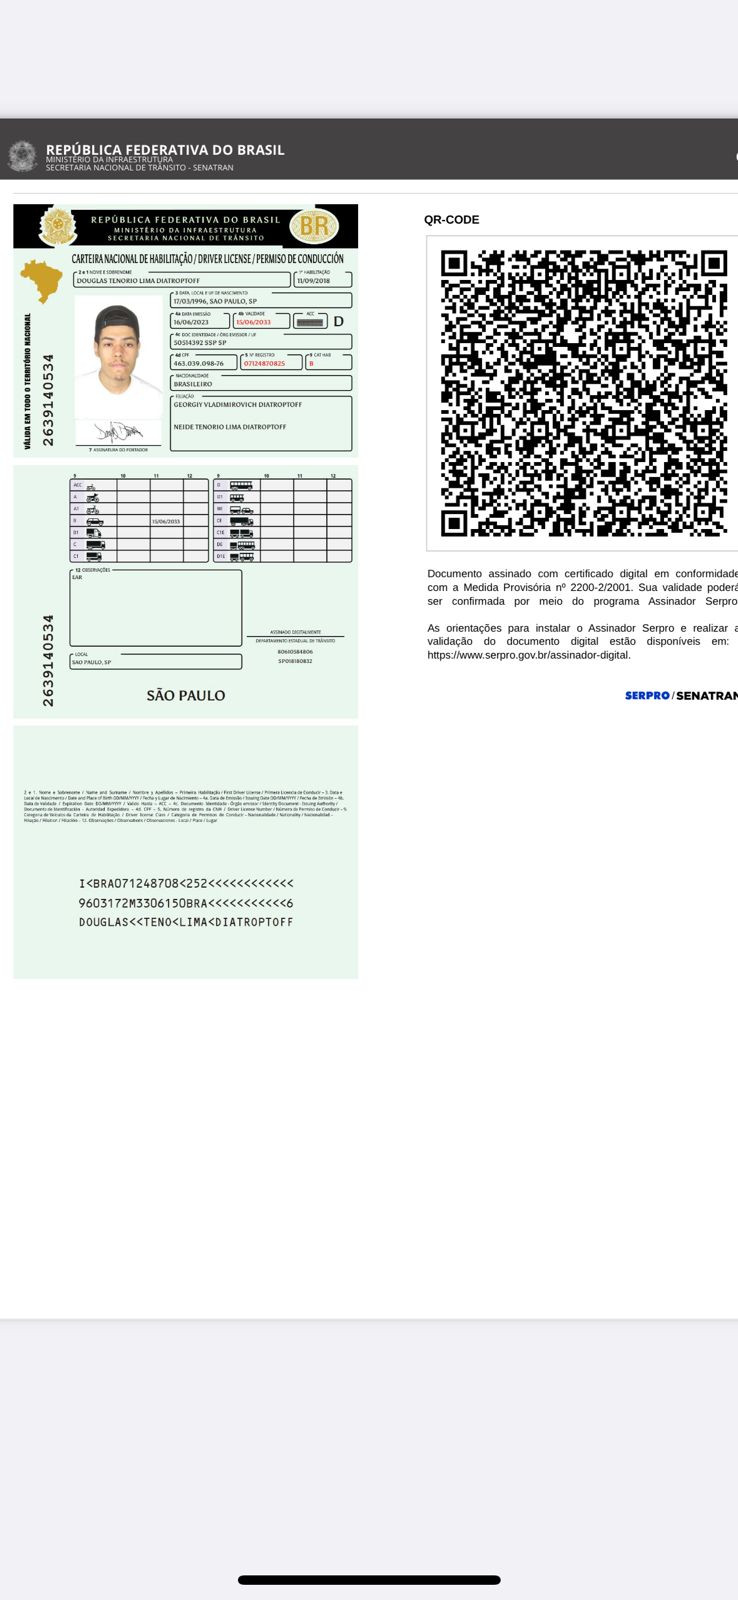 REPÚBLICA FEDERATIVA DO BRASIL
MINISTÉRIO DA INFRAESTRUTURA
SECRETARIA NACIONAL DE TRÂNSITO - SENATRAN
REPÚBLICA FEDERATIVA DO BRASIL
MINISTÉRIO DA INFRAESTRUTURA
SECRETARIA NACIONAL DE TRÂNSITO
BR
CARTEIRA NACIONAL DE HABILITAÇÃO / DRIVER LICENSE / PERMISO DE CONDUCCIÓN
2 e 1 NOME E SOBRENOME
1ª HABILITAÇÃO
DOUGLAS TENORIO LIMA DIATROPTOFF
11/09/2018
3 DATA, LOCAL E UF DE NASCIMENTO
17/03/1996, SAO PAULO, SP
4a DATA EMISSÃO
4b VALIDADE
ACC
16/06/2023
15/06/2033
D
4c DOC IDENTIDADE / ÓRG EMISSOR / UF
50514392 SSP SP
4d CPF
5 Nº REGISTRO
9 CAT HAB
463.039.098-76
07124870825
B
NACIONALIDADE
BRASILEIRO
FILIAÇÃO
GEORGIY VLADIMIROVICH DIATROPTOFF
NEIDE TENORIO LIMA DIATROPTOFF
7 ASSINATURA DO PORTADOR
VÁLIDA EM TODO O TERRITÓRIO NACIONAL
2639140534
9 10 11 12 9 10 11 12
ACC D
A D1
A1 BE
B 15/06/2033 CE
B1 C1E
C DE
C1 D1E
12 OBSERVAÇÕES
EAR
ASSINADO DIGITALMENTE
DEPARTAMENTO ESTADUAL DE TRÂNSITO
80610584806
SP018180832
LOCAL
SAO PAULO, SP
2639140534
SÃO PAULO
2 e 1. Nome e Sobrenome / Name and Surname / Nombre y Apellidos – Primeira Habilitação / First Driver License / Primera Licencia de Conducir – 3. Data e
Local de Nascimento / Date and Place of Birth DD/MM/YYYY / Fecha y Lugar de Nacimiento – 4a. Data de Emissão / Issuing Date DD/MM/YYYY / Fecha de Emisión – 4b.
Data de Validade / Expiration Date DD/MM/YYYY / Válido Hasta – ACC – 4c. Documento Identidade - Órgão emissor / Identity Document - Issuing Authority /
Documento de Identificación - Autoridad Expedidora – 4d. CPF – 5. Número de registro da CNH / Driver License Number / Número de Permiso de Conducir – 9.
Categoria de Veículos da Carteira de Habilitação / Driver license Class / Categoría de Permisos de Conducir – Nacionalidade / Nationality / Nacionalidad –
Filiação / Filiation / Filiación – 12. Observações / Observations / Observaciones - Local / Place / Lugar
I<BRA071248708<252<<<<<<<<<<<<
9603172M3306150BRA<<<<<<<<<<<6
DOUGLAS<<TENO<LIMA<DIATROPTOFF
QR-CODE
Documento assinado com certificado digital em conformidade
com a Medida Provisória nº 2200-2/2001. Sua validade poderá
ser confirmada por meio do programa Assinador Serpro
As orientações para instalar o Assinador Serpro e realizar a
validação do documento digital estão disponíveis em:
https://www.serpro.gov.br/assinador-digital.
SERPRO / SENATRAN